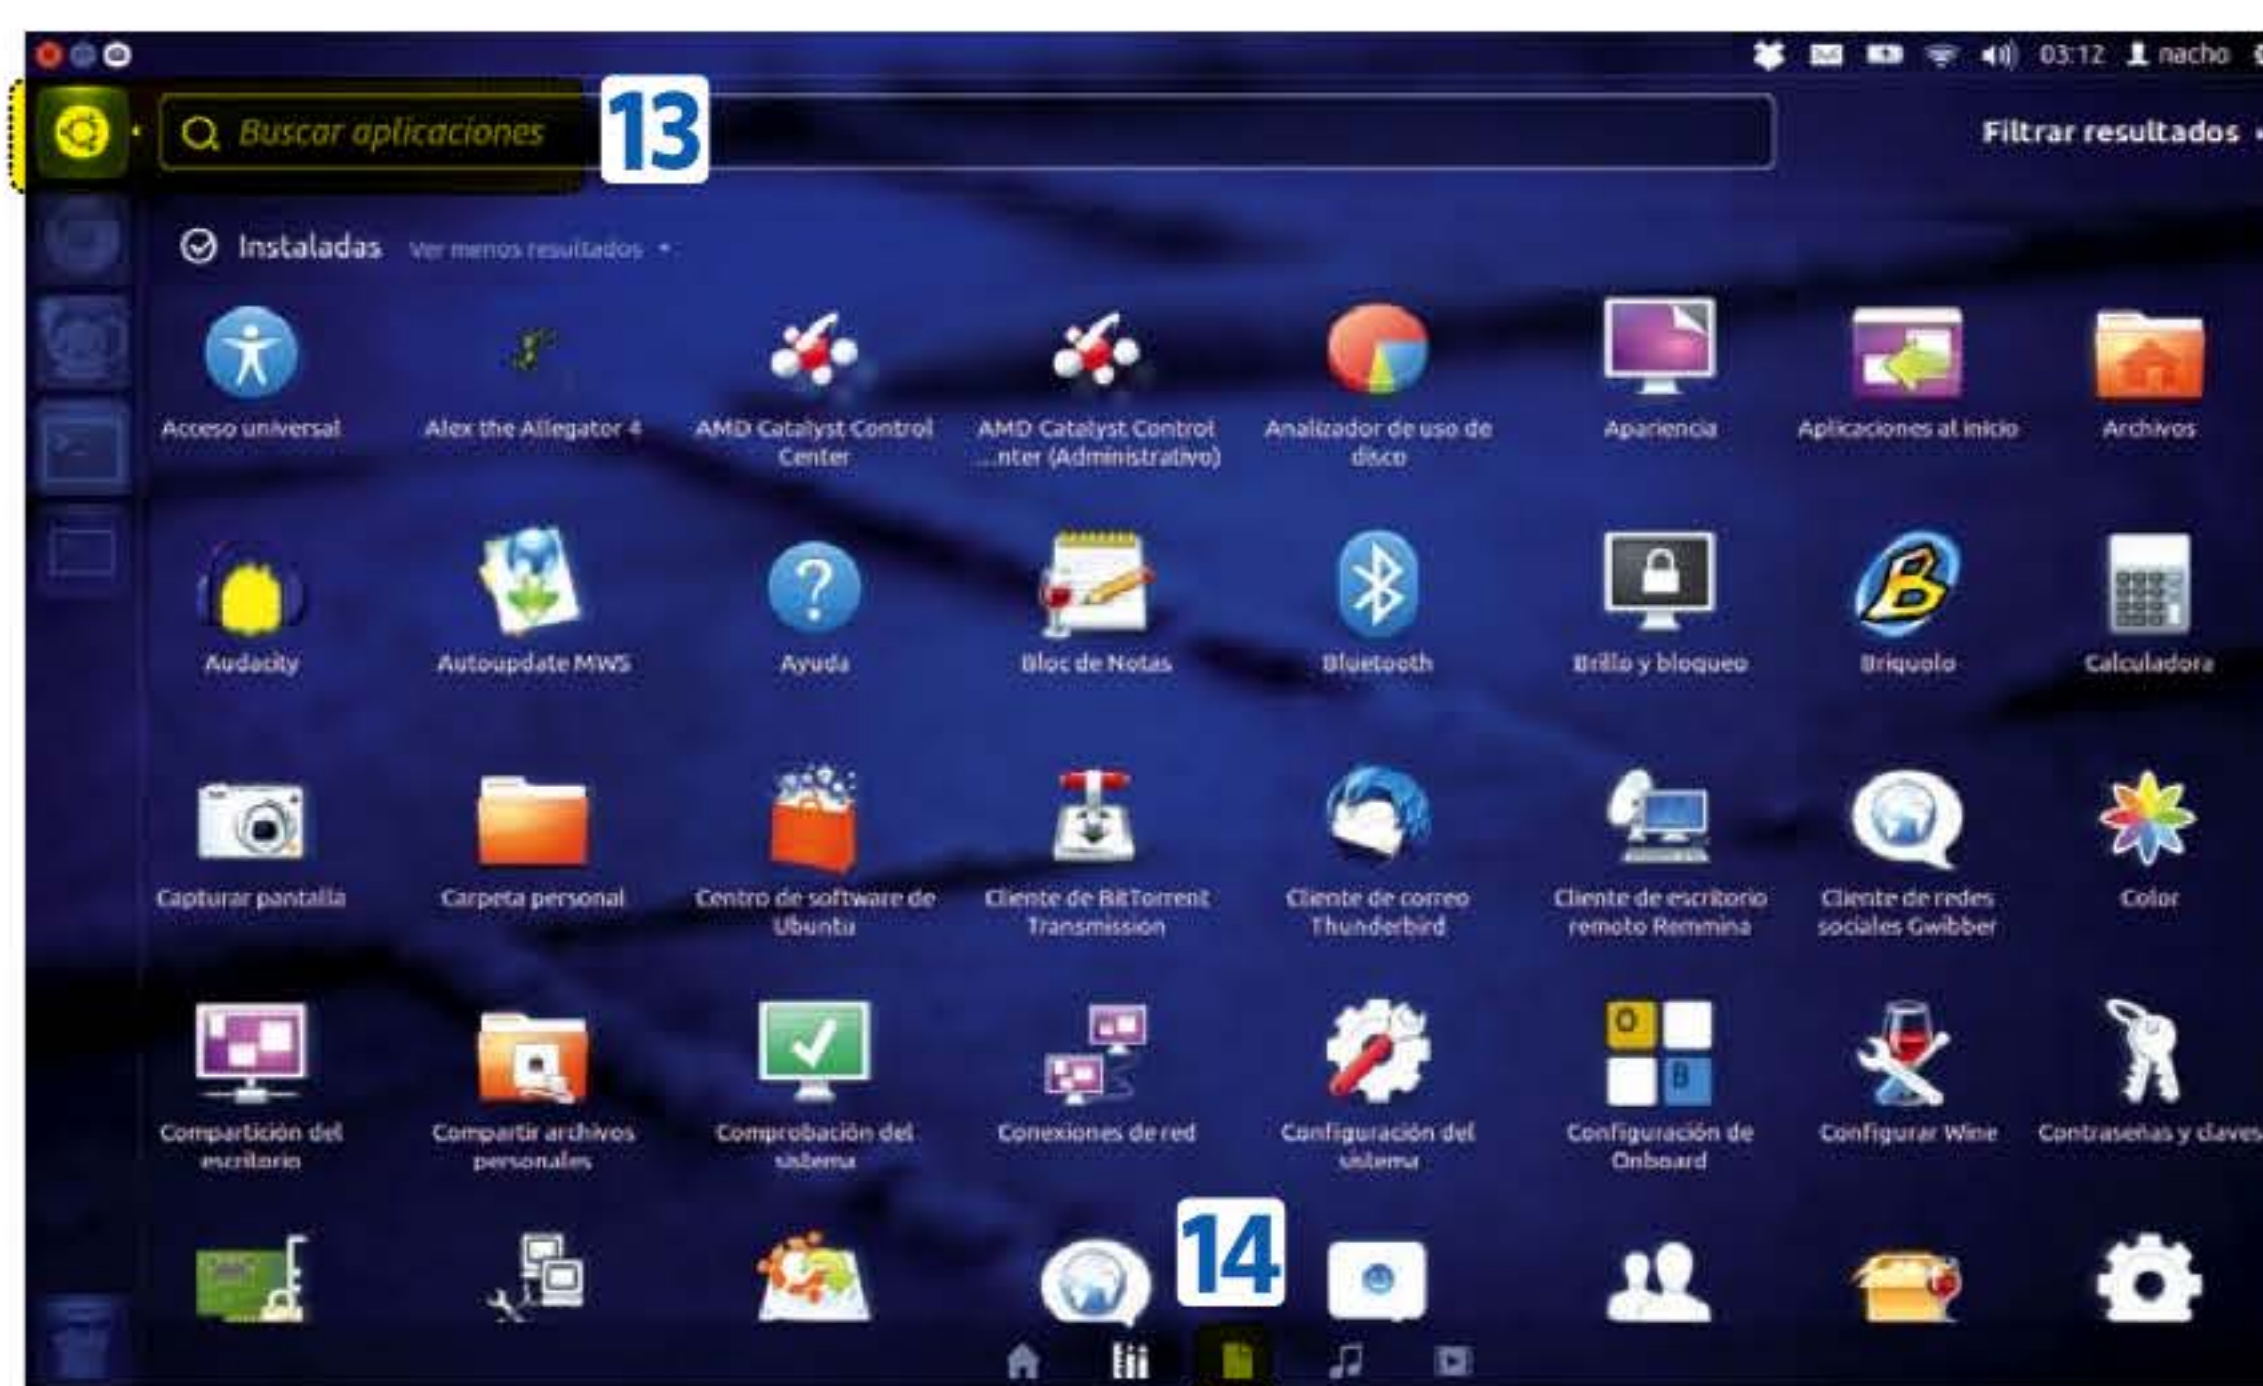 03:12 nacho
Buscar aplicaciones
13
Filtrar resultados
Instaladas Ver menos resultados
Acceso universal
Alex the Allegator 4
AMD Catalyst Control
Center
AMD Catalyst Control
...nter (Administrativo)
Analizador de uso de
disco
Apariencia
Aplicaciones al inicio
Archivos
Audacity
Autoupdate MWS
Ayuda
Bloc de Notas
Bluetooth
Brillo y bloqueo
Briquolo
Calculadora
Capturar pantalla
Carpeta personal
Centro de software de
Ubuntu
Cliente de BitTorrent
Transmission
Cliente de correo
Thunderbird
Cliente de escritorio
remoto Remmina
Cliente de redes
sociales Gwibber
Color
Compartición del
escritorio
Compartir archivos
personales
Comprobación del
sistema
Conexiones de red
Configuración del
sistema
O
B
Configuración de
Onboard
Configurar Wine
Contraseñas y claves
14